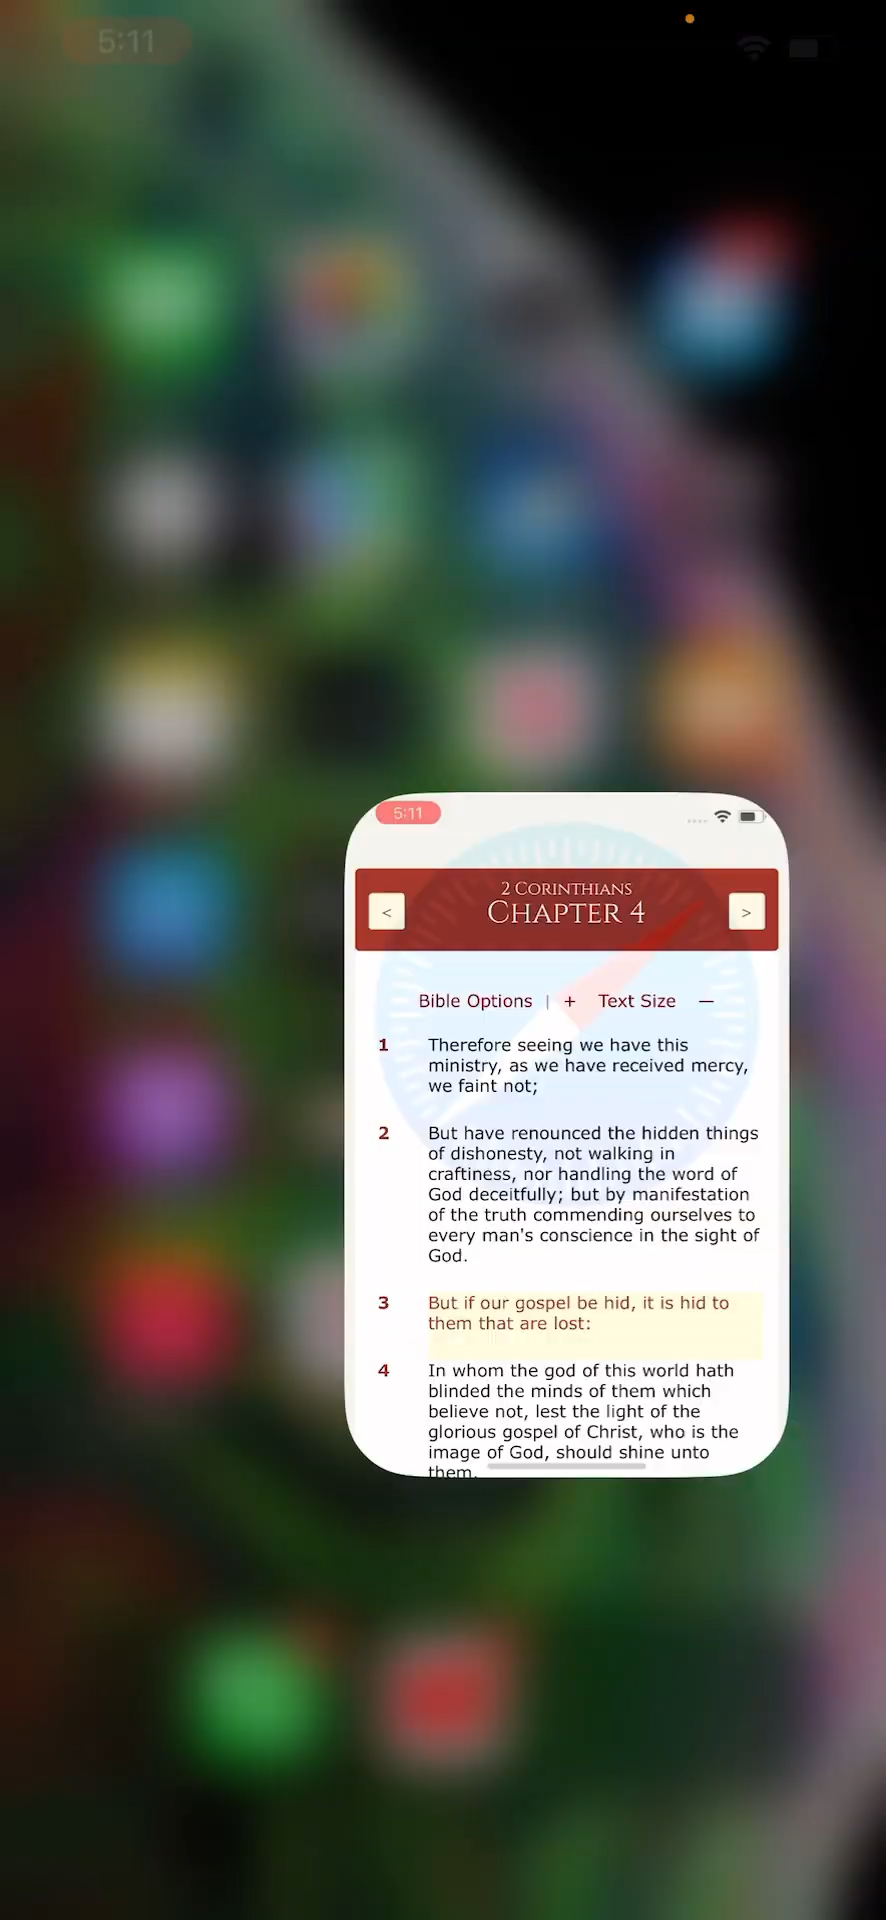 5:11
5:11
2 Corinthians
Chapter 4
<
>
Bible Options | + Text Size —
1 Therefore seeing we have this
ministry, as we have received mercy,
we faint not;
2 But have renounced the hidden things
of dishonesty, not walking in
craftiness, nor handling the word of
God deceitfully; but by manifestation
of the truth commending ourselves to
every man's conscience in the sight of
God.
3 But if our gospel be hid, it is hid to
them that are lost:
4 In whom the god of this world hath
blinded the minds of them which
believe not, lest the light of the
glorious gospel of Christ, who is the
image of God, should shine unto
them.